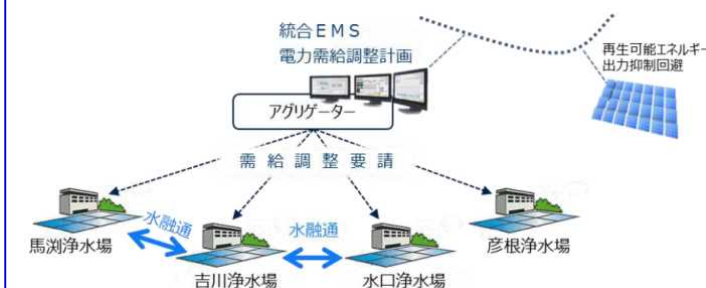 統合EMS
電力需給調整計画
再生可能エネルギー
出力抑制回避
アグリゲーター
需給調整要請
馬渕浄水場
水融通
吉川浄水場
水融通
水口浄水場
彦根浄水場